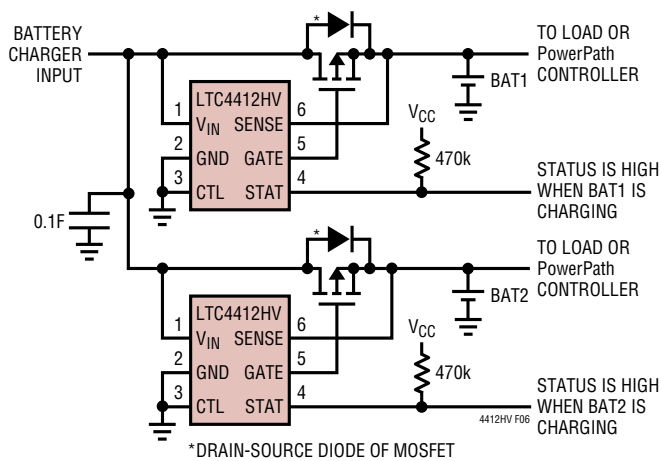 BATTERY
CHARGER
INPUT
*
TO LOAD OR
PowerPath
CONTROLLER
BAT1
LTC4412HV
1
VIN SENSE
6
2
GND GATE
5
3
CTL STAT
4
VCC
470k
STATUS IS HIGH
WHEN BAT1 IS
CHARGING
0.1F
*
TO LOAD OR
PowerPath
CONTROLLER
BAT2
LTC4412HV
1
VIN SENSE
6
2
GND GATE
5
3
CTL STAT
4
VCC
470k
STATUS IS HIGH
WHEN BAT2 IS
CHARGING
4412HV F06
*DRAIN-SOURCE DIODE OF MOSFET